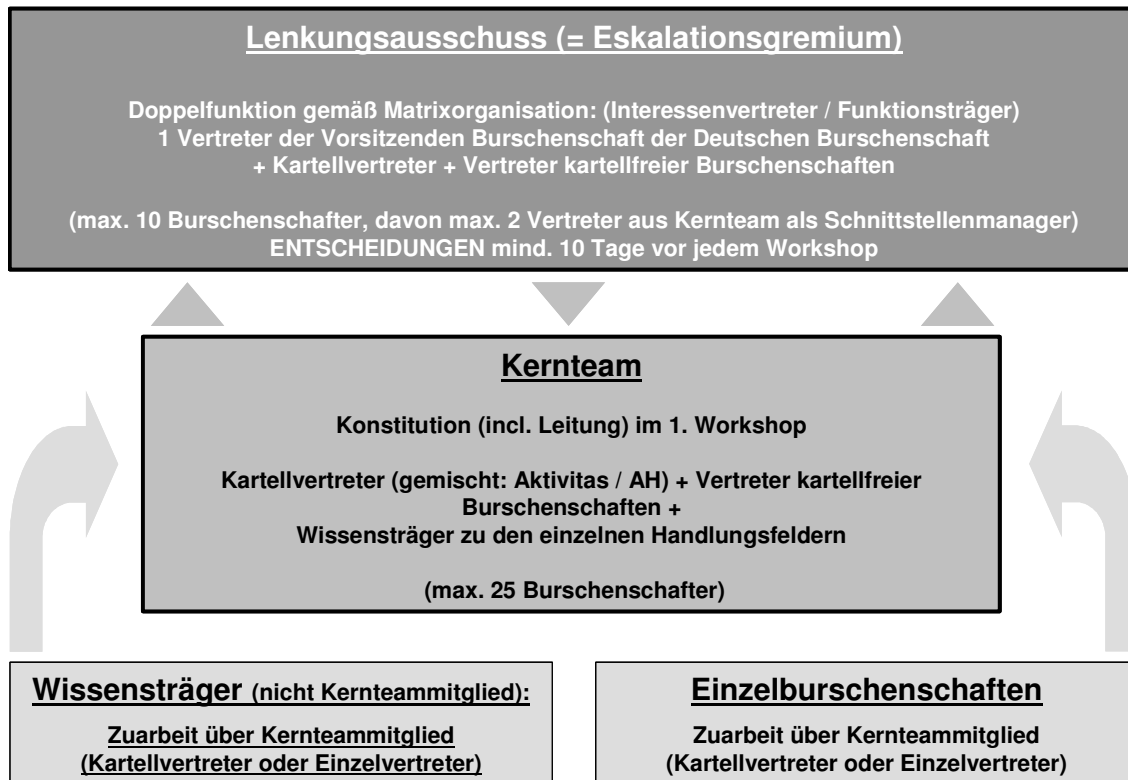 Lenkungsausschuss (= Eskalationsgremium)
Doppelfunktion gemäß Matrixorganisation: (Interessenvertreter / Funktionsträger)
1 Vertreter der Vorsitzenden Burschenschaft der Deutschen Burschenschaft
+ Kartellvertreter + Vertreter kartellfreier Burschenschaften
(max. 10 Burschenschafter, davon max. 2 Vertreter aus Kernteam als Schnittstellenmanager)
ENTSCHEIDUNGEN mind. 10 Tage vor jedem Workshop
Kernteam
Konstitution (incl. Leitung) im 1. Workshop
Kartellvertreter (gemischt: Aktivitas / AH) + Vertreter kartellfreier
Burschenschaften +
Wissensträger zu den einzelnen Handlungsfeldern
(max. 25 Burschenschafter)
Wissensträger (nicht Kernteammitglied):
Zuarbeit über Kernteammitglied
(Kartellvertreter oder Einzelvertreter)
Einzelburschenschaften
Zuarbeit über Kernteammitglied
(Kartellvertreter oder Einzelvertreter)